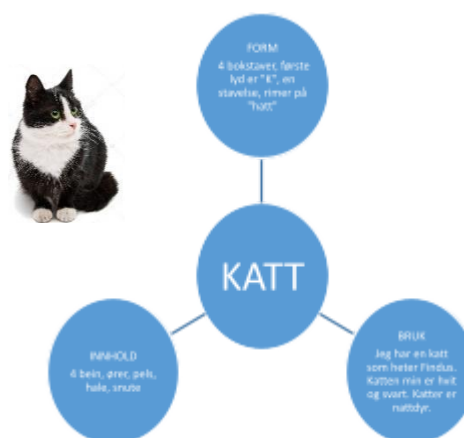 FORM
4 bokstaver, første
lyd er "K", en
stavelse, rimer på
"hatt"
KATT
INNHOLD
4 bein, ører, pels,
hale, snute
BRUK
Jeg har en katt
som heter Findus.
Katten min er hvit
og svart. Katter er
nattdyr.